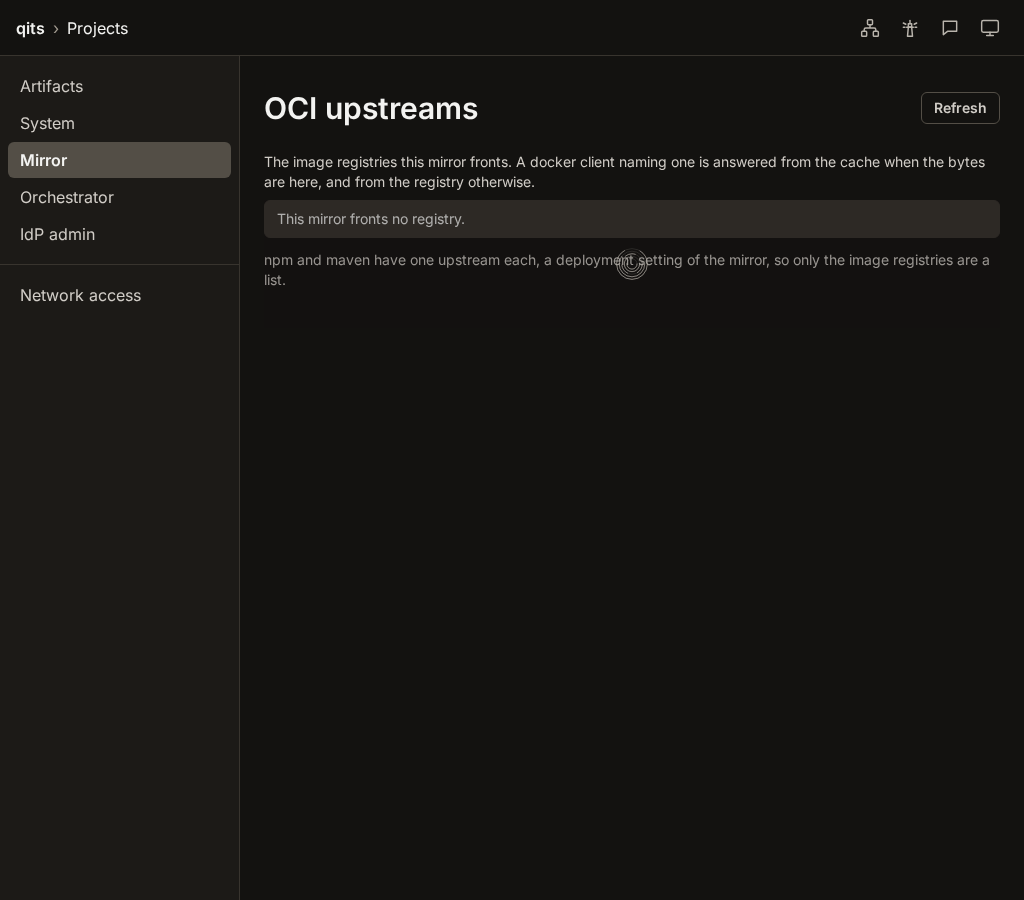 qits › Projects
Artifacts
System
Mirror
Orchestrator
IdP admin
Network access
OCI upstreams
Refresh
The image registries this mirror fronts. A docker client naming one is answered from the cache when the bytes
are here, and from the registry otherwise.
This mirror fronts no registry.
npm and maven have one upstream each, a deployment setting of the mirror, so only the image registries are a
list.